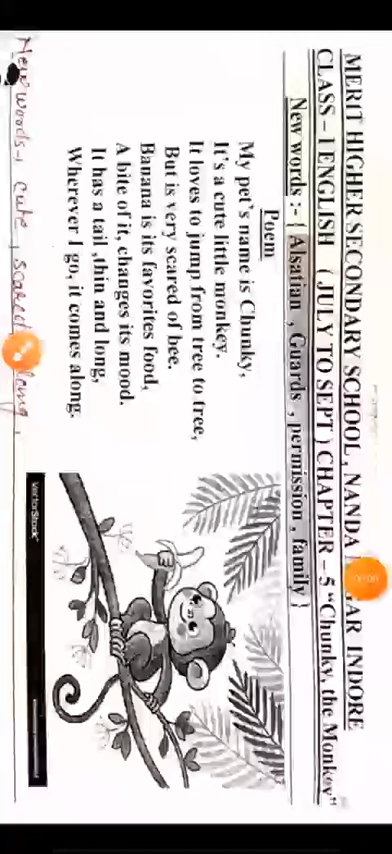 MERIT HIGHER SECONDARY SCHOOL, NANDA AR INDORE
CLASS – I ENGLISH ( JULY TO SEPT ) CHAPTER – 5 “Chunky, the Monkey”
New words :- { Alsatian , Guards , permission , family }
Poem
My pet's name is Chunky,
It's a cute little monkey.
It loves to jump from tree to tree,
But is very scared of bee.
Banana is its favorites food,
A bite of it, changes its mood.
It has a tail ,thin and long,
Wherever I go, it comes along.
VectorStock
New words-, cute , scared long ,